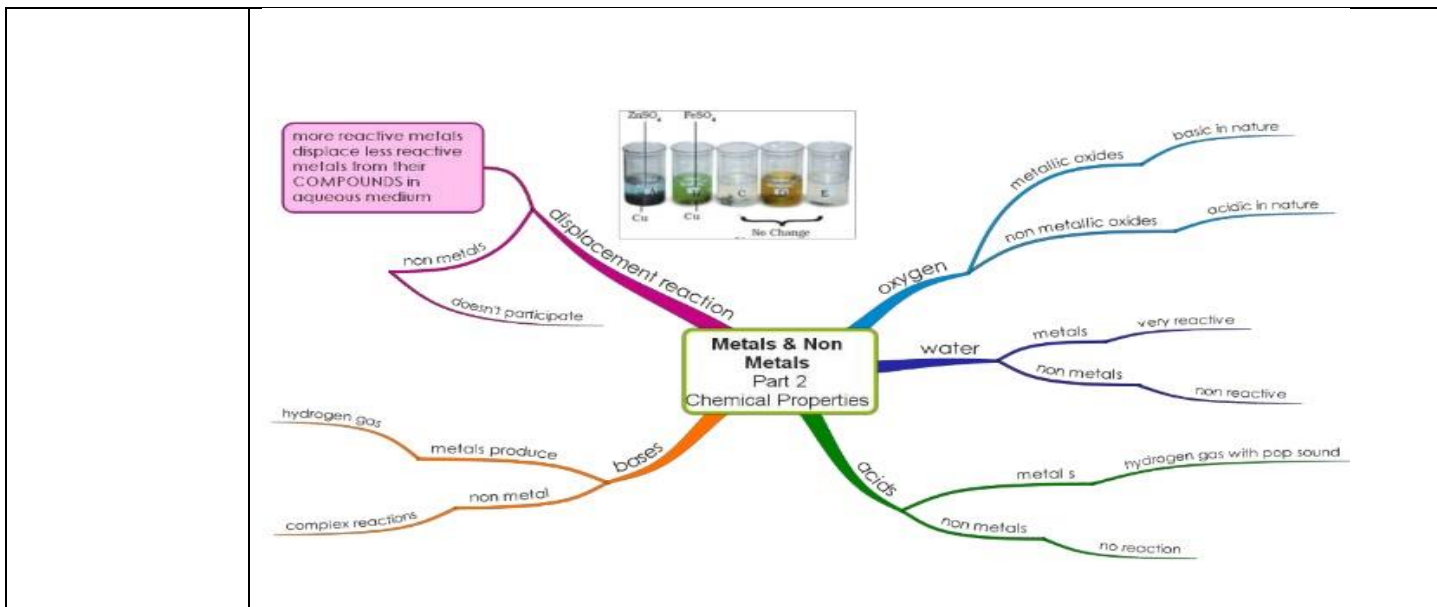 ZnSO₄ FeSO₄
A
C
E
Cu
Cu
No Change
more reactive metals
displace less reactive
metals from their
COMPOUNDS in
aqueous medium
non metals
doesn't participate
displacement reaction
Metals & Non
Metals
Part 2
Chemical Properties
oxygen
metallic oxides
basic in nature
non metallic oxides
acidic in nature
water
metals
very reactive
non metals
non reactive
acids
metal s
hydrogen gas with pop sound
non metals
no reaction
bases
metals produce
hydrogen gas
non metal
complex reactions